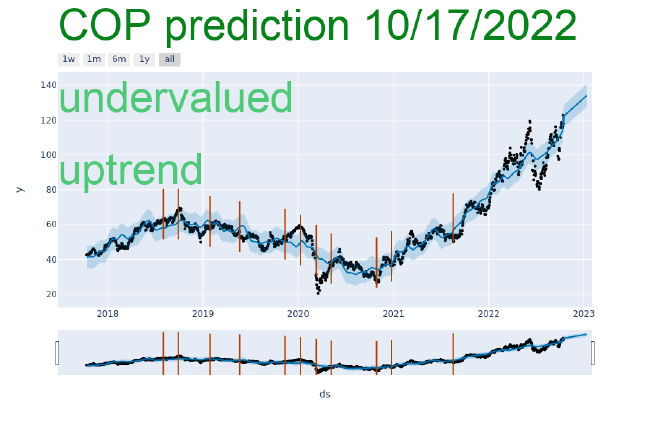 COP prediction 10/17/2022
1w 1m 6m 1y all
undervalued
uptrend
140
120
100
80
60
40
20
y
2018 2019 2020 2021 2022 2023
ds